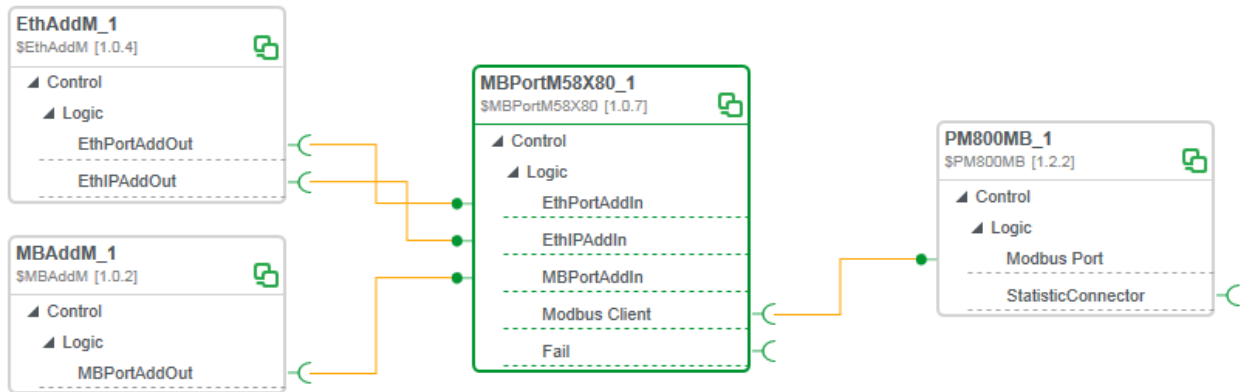 EthAddM_1
$EthAddM [1.0.4]
Control
Logic
EthPortAddOut
EthIPAddOut
MBAddM_1
$MBAddM [1.0.2]
Control
Logic
MBPortAddOut
MBPortM58X80_1
$MBPortM58X80 [1.0.7]
Control
Logic
EthPortAddIn
EthIPAddIn
MBPortAddIn
Modbus Client
Fail
PM800MB_1
$PM800MB [1.2.2]
Control
Logic
Modbus Port
StatisticConnector